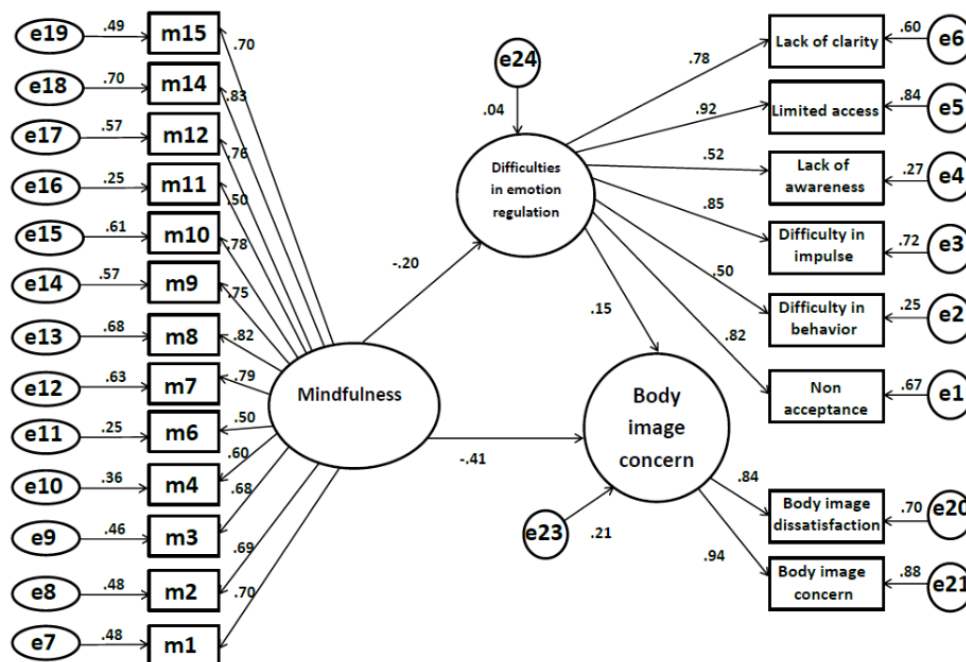 e19 .49 m15 .70
e18 .70 m14 .83
e17 .57 m12 .76
e16 .25 m11 .50
e15 .61 m10 .78
e14 .57 m9 .75
e13 .68 m8 .82
e12 .63 m7 .79
e11 .25 m6 .50
e10 .36 m4 .60
e9 .46 m3 .68
e8 .48 m2 .69
e7 .48 m1 .70
Mindfulness
-.20
-.41
e24
.04
Difficulties
in emotion
regulation
.15
Body
image
concern
e23
.21
.78
Lack of clarity
.60 e6
.92
Limited access
.84 e5
.52
Lack of
awareness
.27 e4
.85
Difficulty in
impulse
.72 e3
.50
Difficulty in
behavior
.25 e2
.82
Non
acceptance
.67 e1
.84
Body image
dissatisfaction
.70 e20
.94
Body image
concern
.88 e21